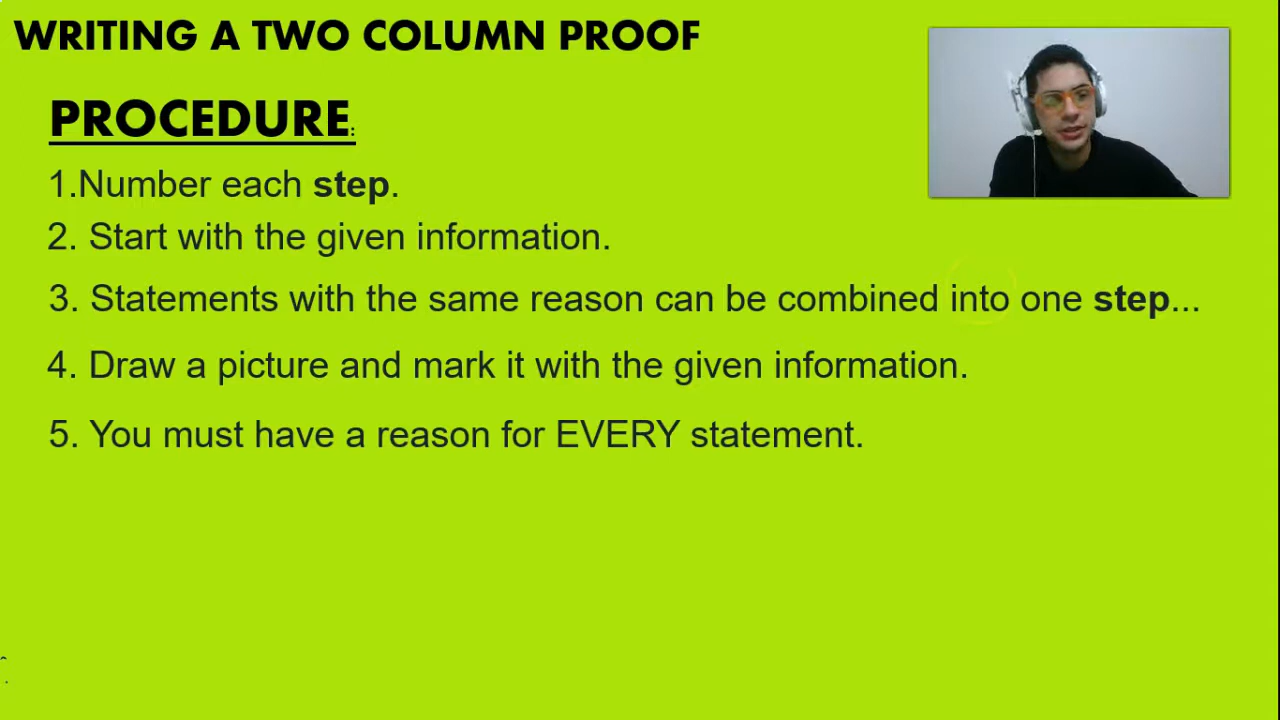 WRITING A TWO COLUMN PROOF
PROCEDURE:
1.Number each step.
2. Start with the given information.
3. Statements with the same reason can be combined into one step...
4. Draw a picture and mark it with the given information.
5. You must have a reason for EVERY statement.